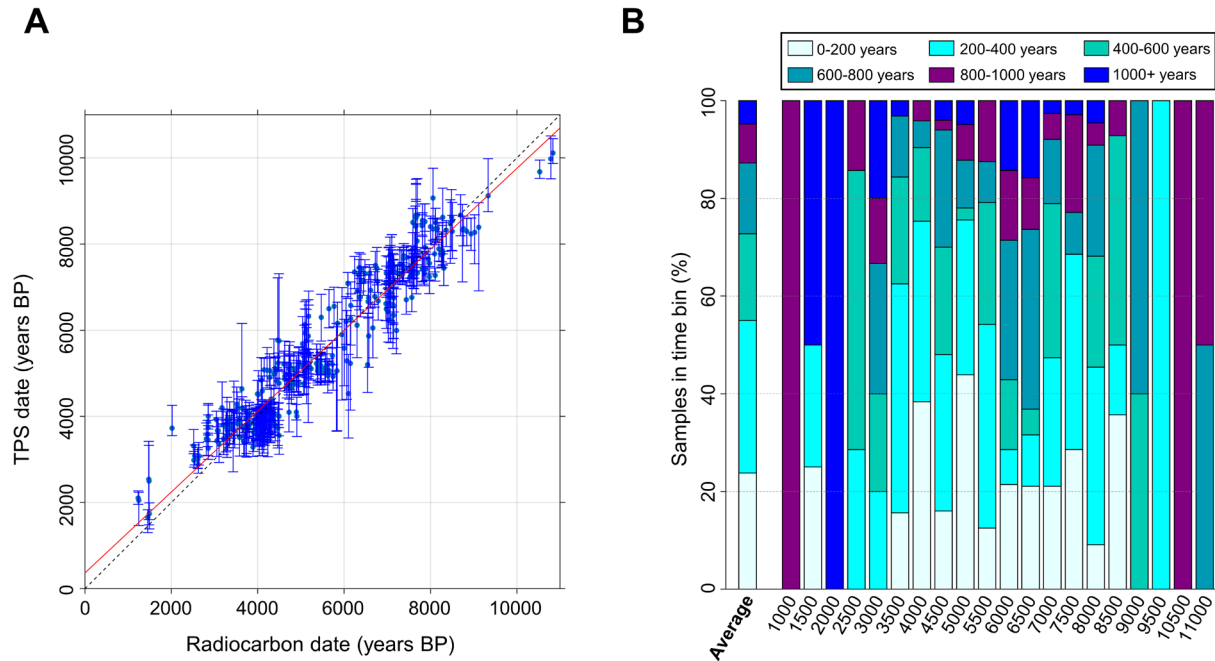 A
TPS date (years BP)
10000
8000
6000
4000
2000
0
0 2000 4000 6000 8000 10000
Radiocarbon date (years BP)
B
0-200 years 200-400 years 400-600 years
600-800 years 800-1000 years 1000+ years
Samples in time bin (%)
100
80
60
40
20
0
Average 1000 1500 2000 2500 3000 3500 4000 4500 5000 5500 6000 6500 7000 7500 8000 8500 9000 9500 10500 11000